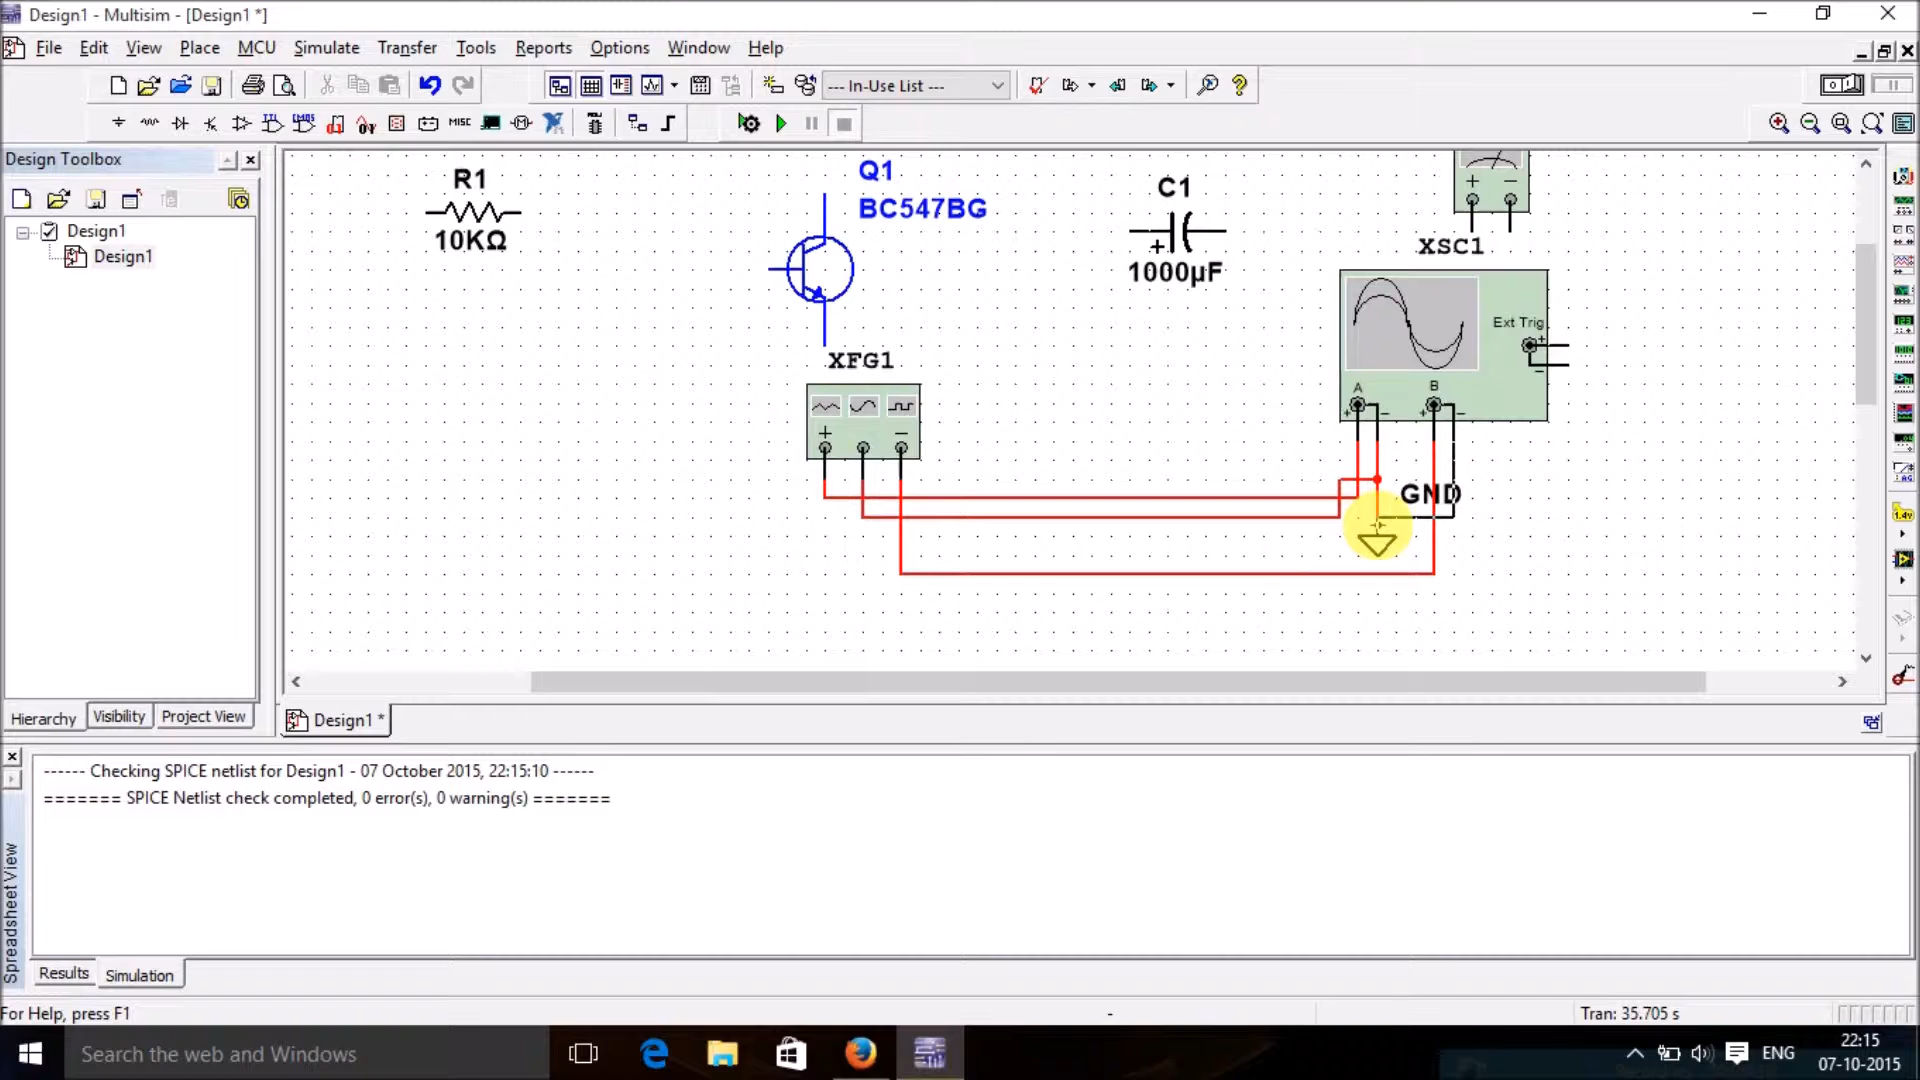 Design1 - Multisim - [Design1 *]
File Edit View Place MCU Simulate Transfer Tools Reports Options Window Help
--- In-Use List ---
MISC
Design Toolbox
Design1
Design1
R1
10KΩ
Q1
BC547BG
C1
1000µF
+
+ −
XSC1
Ext Trig
+
−
A B
+ − + −
XFG1
+ −
GND
Hierarchy Visibility Project View
Design1 *
------ Checking SPICE netlist for Design1 - 07 October 2015, 22:15:10 ------
======= SPICE Netlist check completed, 0 error(s), 0 warning(s) =======
Spreadsheet View
Results Simulation
For Help, press F1
-
Tran: 35.705 s
Search the web and Windows
ENG
22:15
07-10-2015